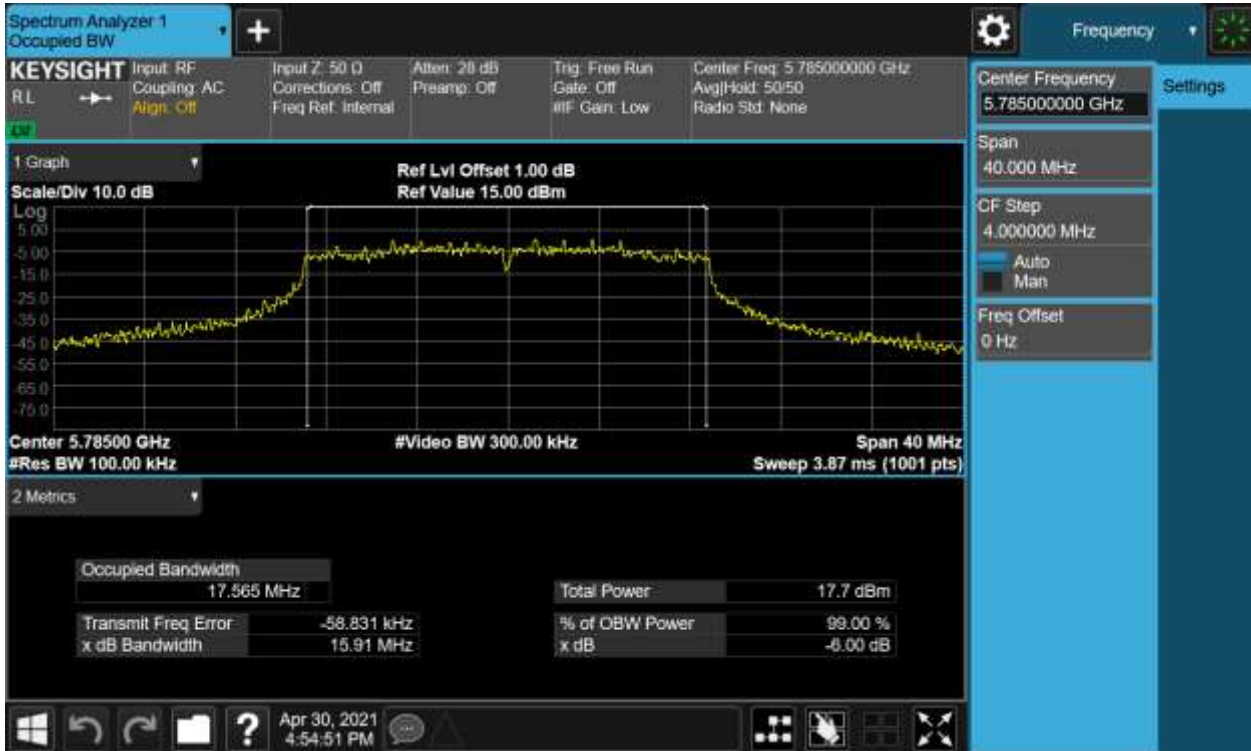 Spectrum Analyzer 1
Occupied BW
+
Frequency
KEYSIGHT
RL
Input: RF
Coupling: AC
Align: Off
Input Z: 50 Ω
Corrections: Off
Freq Ref: Internal
Atten: 28 dB
Preamp: Off
Trig: Free Run
Gate: Off
#IF Gain: Low
Center Freq: 5.785000000 GHz
Avg|Hold: 50/50
Radio Std: None
Center Frequency
5.785000000 GHz
Settings
Span
40.000 MHz
CF Step
4.000000 MHz
Auto
Man
Freq Offset
0 Hz
1 Graph
Scale/Div 10.0 dB
Ref Lvl Offset 1.00 dB
Ref Value 15.00 dBm
Log
5.00
-5.00
-15.0
-25.0
-35.0
-45.0
-55.0
-65.0
-75.0
Center 5.78500 GHz
#Video BW 300.00 kHz
Span 40 MHz
#Res BW 100.00 kHz
Sweep 3.87 ms (1001 pts)
2 Metrics
Occupied Bandwidth
17.565 MHz
Total Power 17.7 dBm
Transmit Freq Error -58.831 kHz
% of OBW Power 99.00 %
x dB Bandwidth 15.91 MHz
x dB -6.00 dB
?
Apr 30, 2021
4:54:51 PM